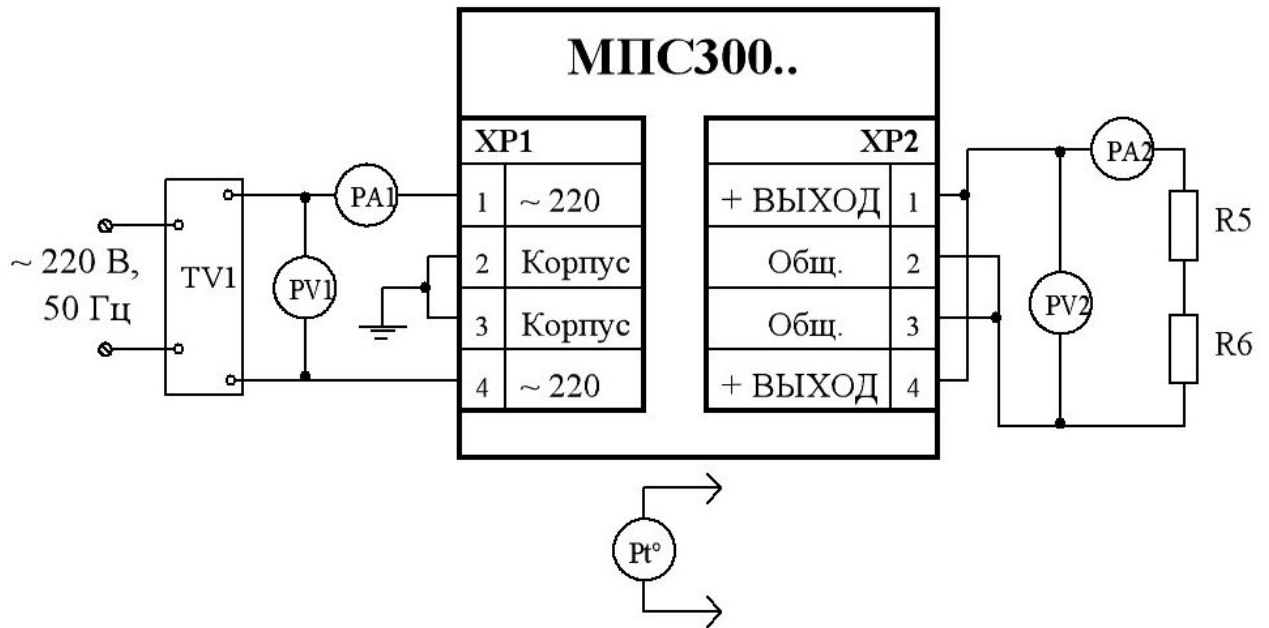 МПС300..
XP1
XP2
1 ~ 220
2 Корпус
3 Корпус
4 ~ 220
+ ВЫХОД 1
Общ. 2
Общ. 3
+ ВЫХОД 4
~ 220 В,
50 Гц
TV1
PA1
PV1
PA2
PV2
R5
R6
Pt°